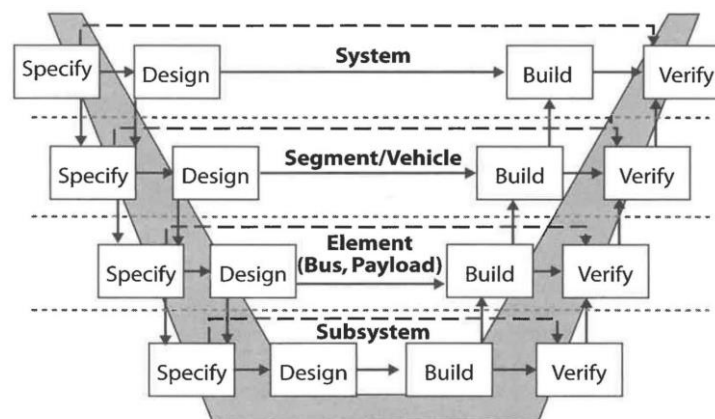 System
Specify
Design
Build
Verify
Segment/Vehicle
Specify
Design
Build
Verify
Element
(Bus, Payload)
Specify
Design
Build
Verify
Subsystem
Specify
Design
Build
Verify